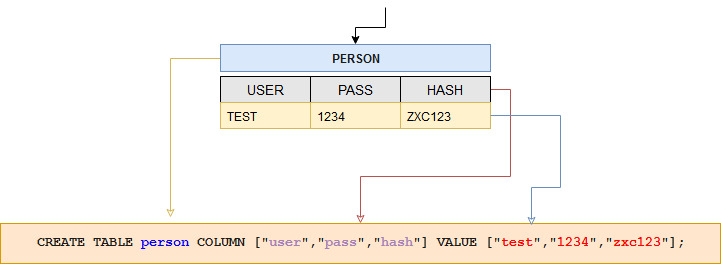 PERSON
USER PASS HASH
TEST 1234 ZXC123
CREATE TABLE person COLUMN ["user","pass","hash"] VALUE ["test","1234","zxc123"];